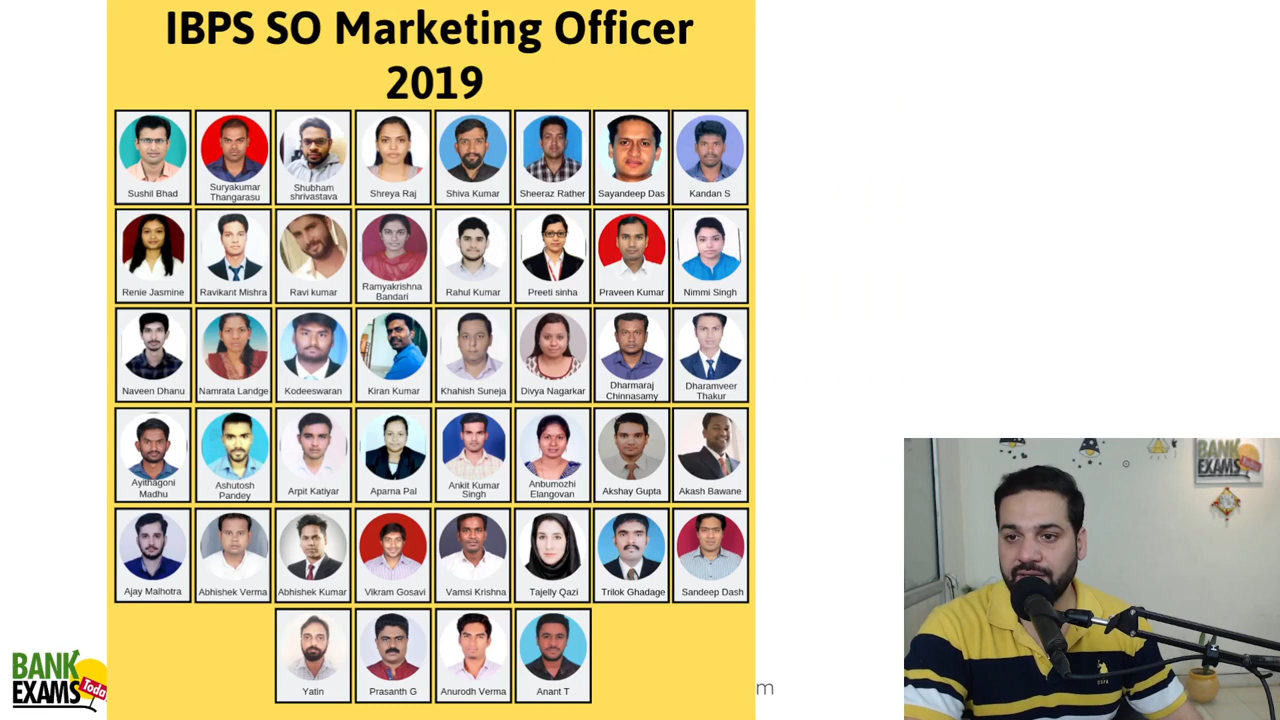 IBPS SO Marketing Officer
2019
Sushil Bhad
Suryakumar
Thangarasu
Shubham
shrivastava
Shreya Raj
Shiva Kumar
Sheeraz Rather
Sayandeep Das
Kandan S
Renie Jasmine
Ravikant Mishra
Ravi kumar
Ramyakrishna
Bandari
Rahul Kumar
Preeti sinha
Praveen Kumar
Nimmi Singh
Naveen Dhanu
Namrata Landge
Kodeeswaran
Kiran Kumar
Khahish Suneja
Divya Nagarkar
Dharmaraj
Chinnasamy
Dharamveer
Thakur
Ayithagoni
Madhu
Ashutosh
Pandey
Arpit Katiyar
Aparna Pal
Ankit Kumar
Singh
Anbumozhi
Elangovan
Akshay Gupta
Akash Bawane
Ajay Malhotra
Abhishek Verma
Abhishek Kumar
Vikram Gosavi
Vamsi Krishna
Tajelly Qazi
Trilok Ghadage
Sandeep Dash
Yatin
Prasanth G
Anurodh Verma
Anant T
BANK
EXAMS
Toda
m
BANK
EXAMS